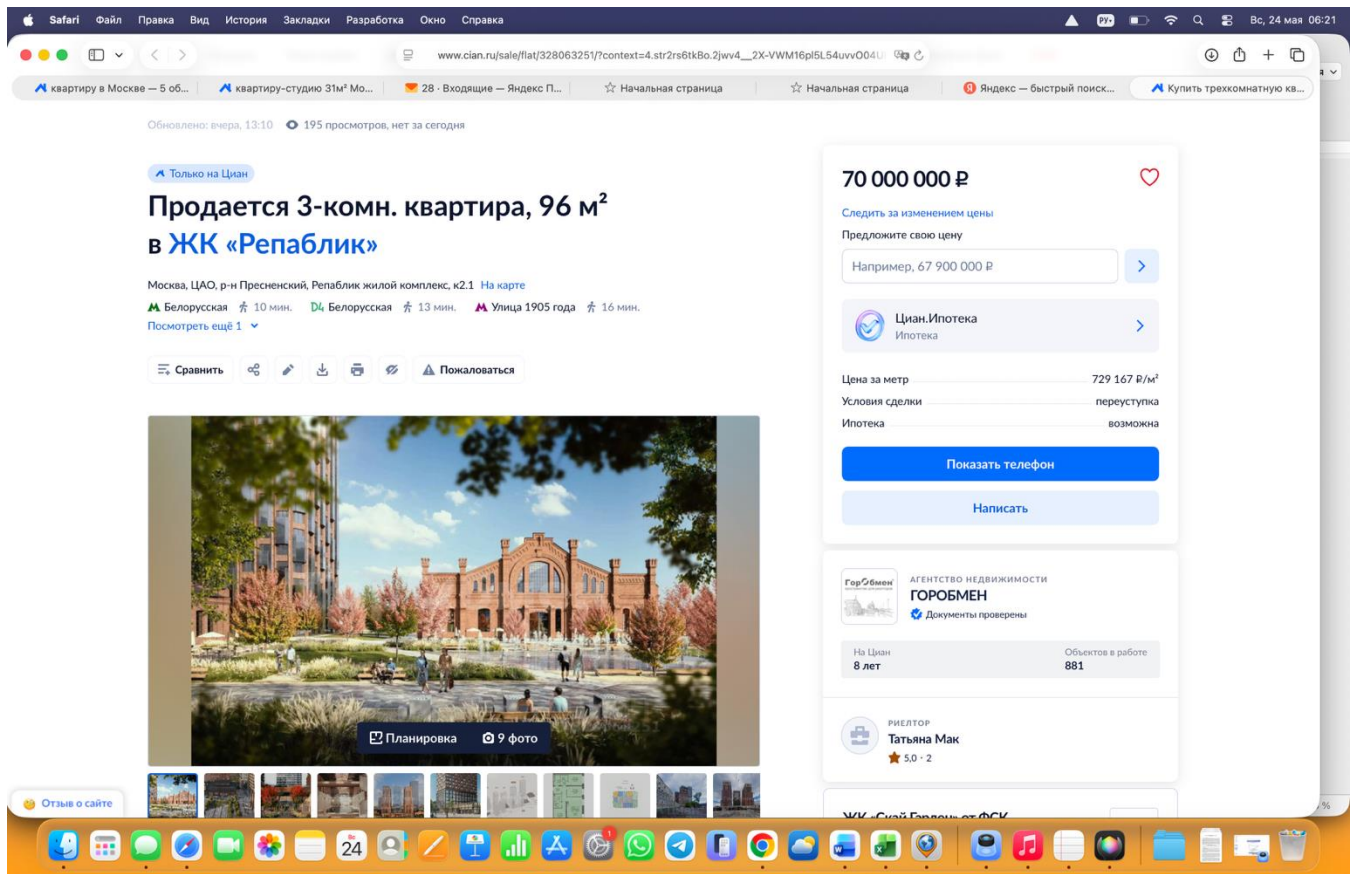 Safari Файл Правка Вид История Закладки Разработка Окно Справка
Вс, 24 мая 06:21
www.cian.ru/sale/flat/328063251/?context=4.str2rs6tkBo.2jwv4__2X-VWM16pl5L54uvvO04U
квартиру в Москве — 5 об...
квартиру-студию 31м² Мо...
28 · Входящие — Яндекс П...
Начальная страница
Начальная страница
Яндекс — быстрый поиск...
Купить трехкомнатную кв...
Обновлено: вчера, 13:10 195 просмотров, нет за сегодня
Только на Циан
Продается 3-комн. квартира, 96 м²
в ЖК «Репаблик»
Москва, ЦАО, р-н Пресненский, Репаблик жилой комплекс, к2.1 На карте
Белорусская 10 мин. D4 Белорусская 13 мин. Улица 1905 года 16 мин.
Посмотреть ещё 1
Сравнить
Пожаловаться
Планировка 9 фото
Отзыв о сайте
70 000 000 ₽
Следить за изменением цены
Предложите свою цену
Например, 67 900 000 ₽
Циан.Ипотека
Ипотека
Цена за метр 729 167 ₽/м²
Условия сделки переуступка
Ипотека возможна
Показать телефон
Написать
ГорОбмен
АГЕНТСТВО НЕДВИЖИМОСТИ
ГОРОБМЕН
Документы проверены
На Циан Объектов в работе
8 лет 881
РИЕЛТОР
Татьяна Мак
5,0 · 2
ЖК «Скай Гарден» от ФСК
24